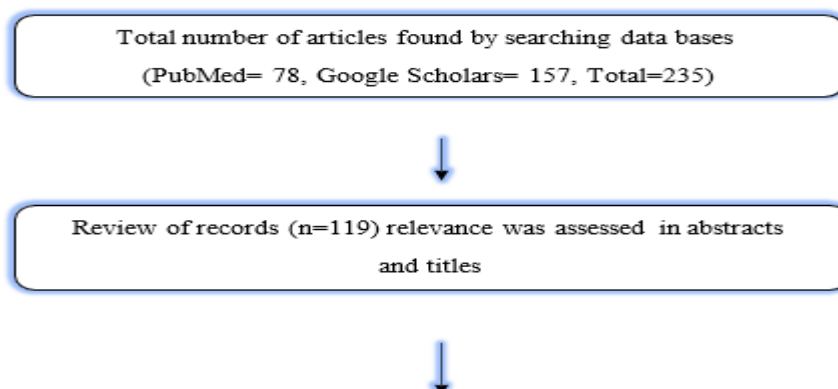 Total number of articles found by searching data bases
(PubMed= 78, Google Scholars= 157, Total=235)
Review of records (n=119) relevance was assessed in abstracts
and titles